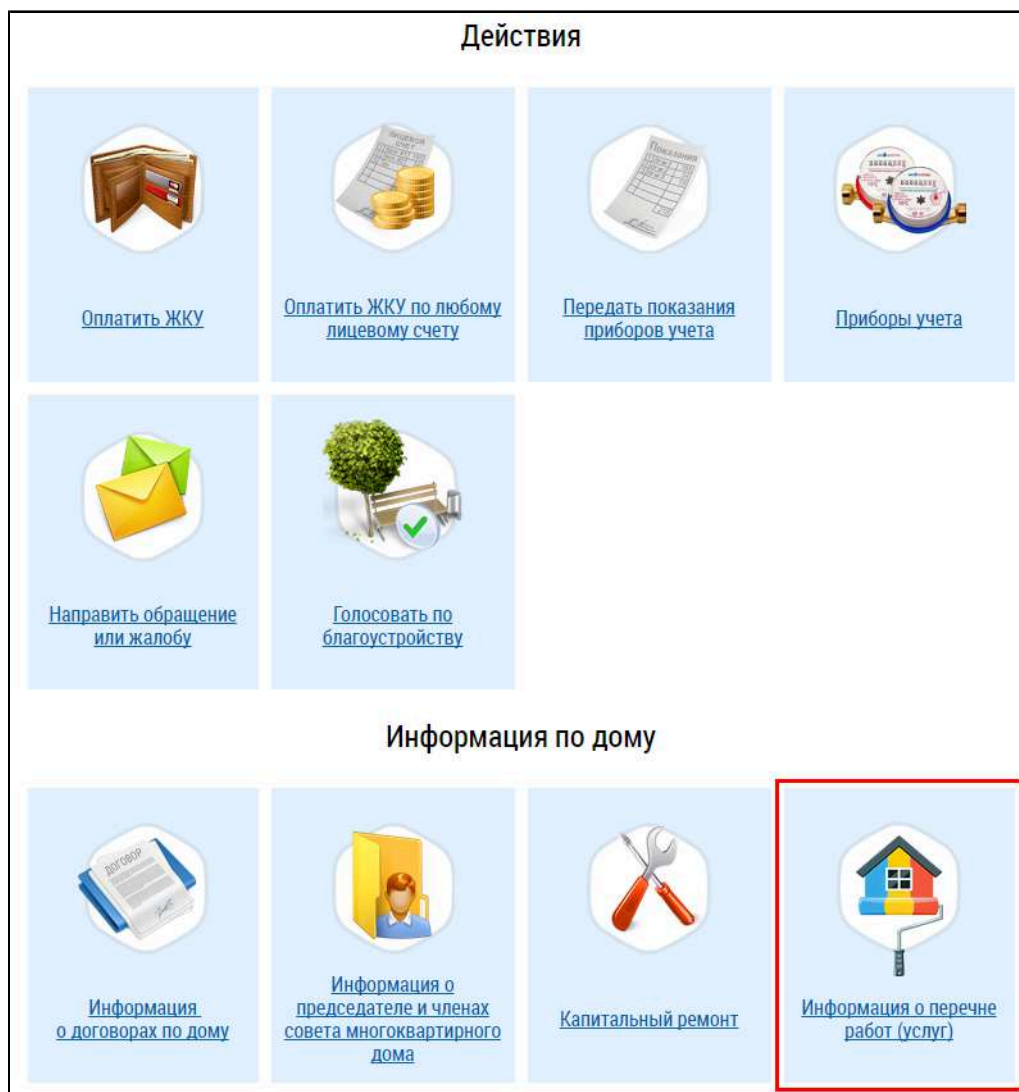 Действия
Оплатить ЖКУ
Оплатить ЖКУ по любому
лицевому счету
Передать показания
приборов учета
Приборы учета
Направить обращение
или жалобу
Голосовать по
благоустройству
Информация по дому
ДОГОВОР
Информация
о договорах по дому
Информация о
председателе и членах
совета многоквартирного
дома
Капитальный ремонт
Информация о перечне
работ (услуг)